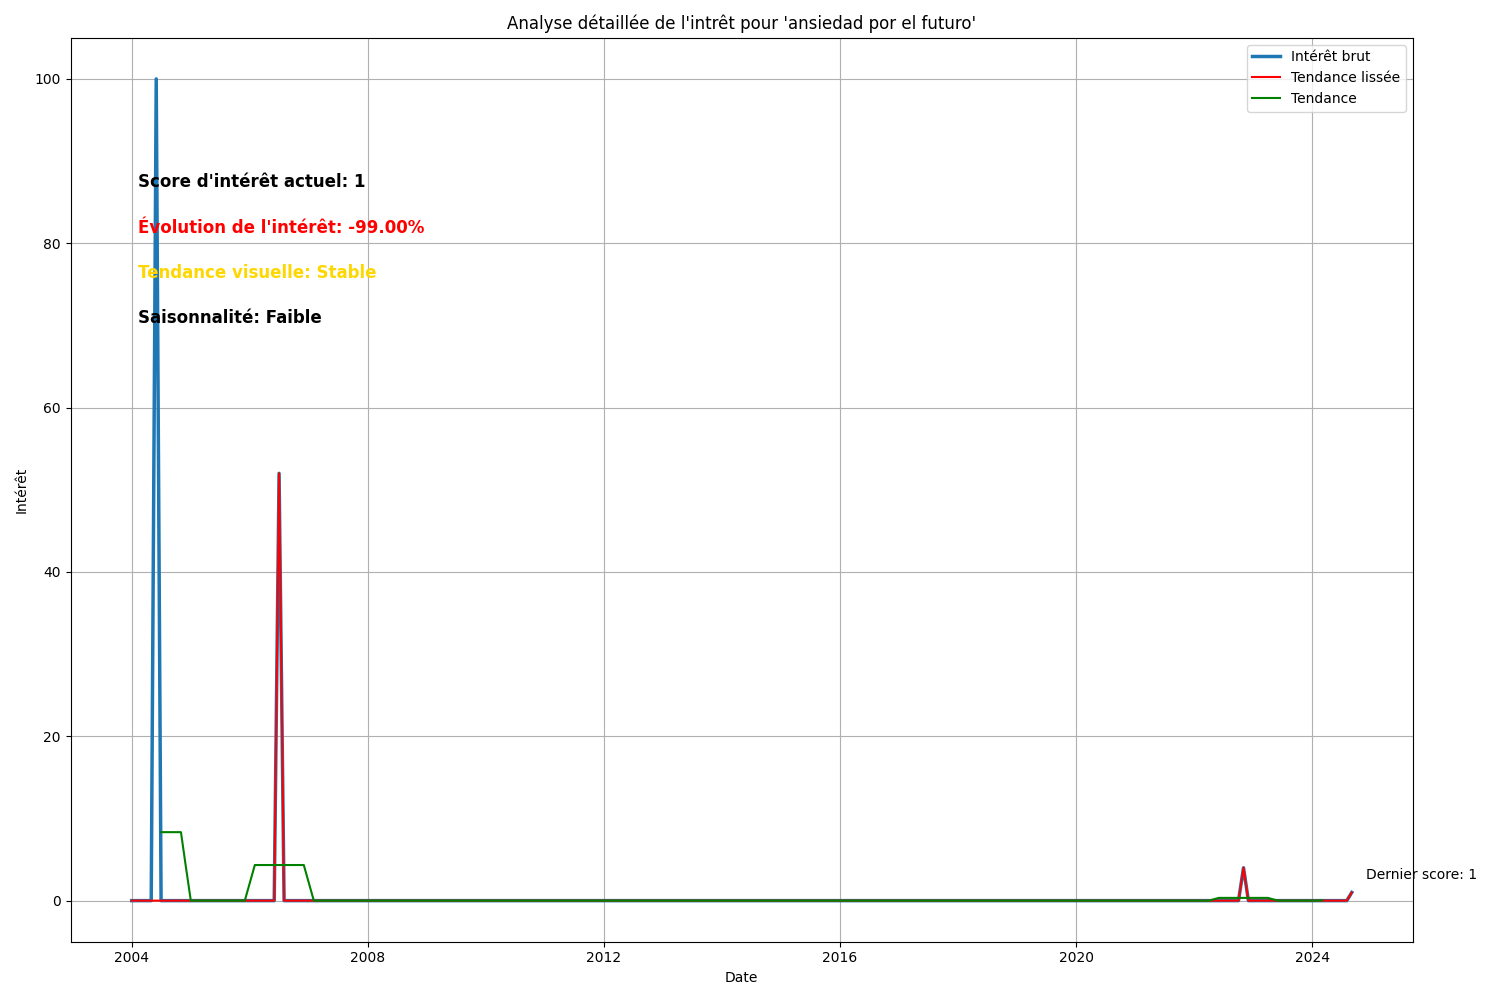 Analyse détaillée de l'intrêt pour 'ansiedad por el futuro'
Intérêt brut
Tendance lissée
Tendance
Score d'intérêt actuel: 1
Évolution de l'intérêt: -99.00%
Tendance visuelle: Stable
Saisonnalité: Faible
Dernier score: 1
Intérêt
100
80
60
40
20
0
2004
2008
2012
2016
2020
2024
Date